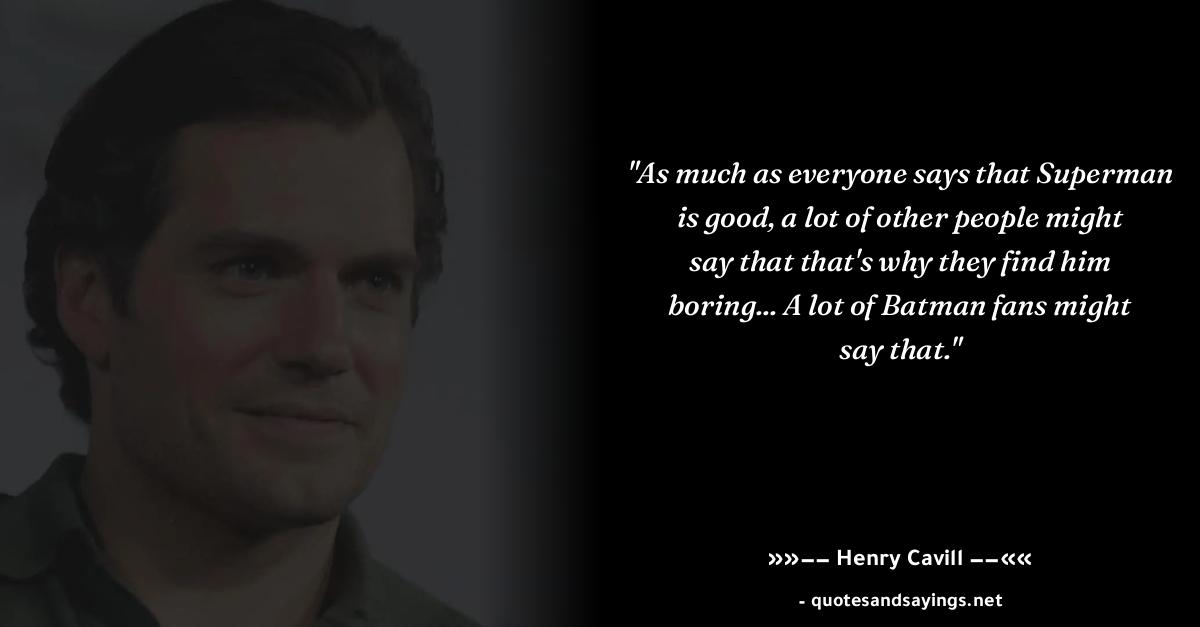 "As much as everyone says that Superman
is good, a lot of other people might
say that that's why they find him
boring... A lot of Batman fans might
say that."
»»−− Henry Cavill −−««
- quotesandsayings.net